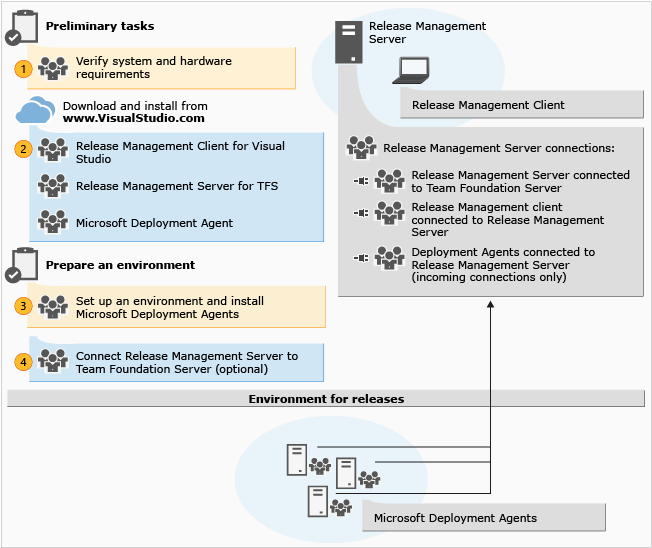 Preliminary tasks
1
Verify system and hardware
requirements
Download and install from
www.VisualStudio.com
2
Release Management Client for Visual
Studio
Release Management Server for TFS
Microsoft Deployment Agent
Prepare an environment
3
Set up an environment and install
Microsoft Deployment Agents
4
Connect Release Management Server to
Team Foundation Server (optional)
Release Management
Server
Release Management Client
Release Management Server connections:
Release Management Server connected
to Team Foundation Server
Release Management client
connected to Release Management
Server
Deployment Agents connected to
Release Management Server
(incoming connections only)
Environment for releases
Microsoft Deployment Agents